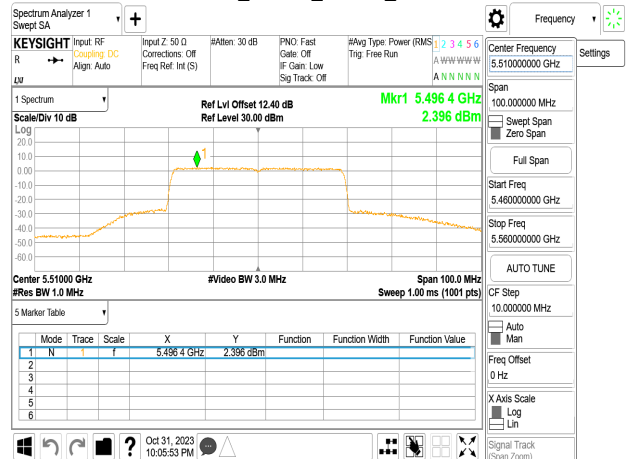 Spectrum Analyzer 1
Swept SA
Frequency
KEYSIGHT
R
Input: RF
Coupling: DC
Align: Auto
Input Z: 50 Ω
Corrections: Off
Freq Ref: Int (S)
#Atten: 30 dB
PNO: Fast
Gate: Off
IF Gain: Low
Sig Track: Off
#Avg Type: Power (RMS
Trig: Free Run
1 2 3 4 5 6
A W W W W W
A N N N N N
Center Frequency
5.510000000 GHz
Settings
Span
100.000000 MHz
Swept Span
Zero Span
Full Span
Start Freq
5.460000000 GHz
Stop Freq
5.560000000 GHz
AUTO TUNE
CF Step
10.000000 MHz
Auto
Man
Freq Offset
0 Hz
X Axis Scale
Log
Lin
Signal Track
(Span Zoom)
1 Spectrum
Scale/Div 10 dB
Ref Lvl Offset 12.40 dB
Ref Level 30.00 dBm
Mkr1 5.496 4 GHz
2.396 dBm
Log
20.0
10.0
0.00
-10.0
-20.0
-30.0
-40.0
-50.0
-60.0
1
Center 5.51000 GHz
#Res BW 1.0 MHz
#Video BW 3.0 MHz
Span 100.0 MHz
Sweep 1.00 ms (1001 pts)
5 Marker Table
Mode Trace Scale X Y Function Function Width Function Value
1 N 1 f 5.496 4 GHz 2.396 dBm
2
3
4
5
6
?
Oct 31, 2023
10:05:53 PM